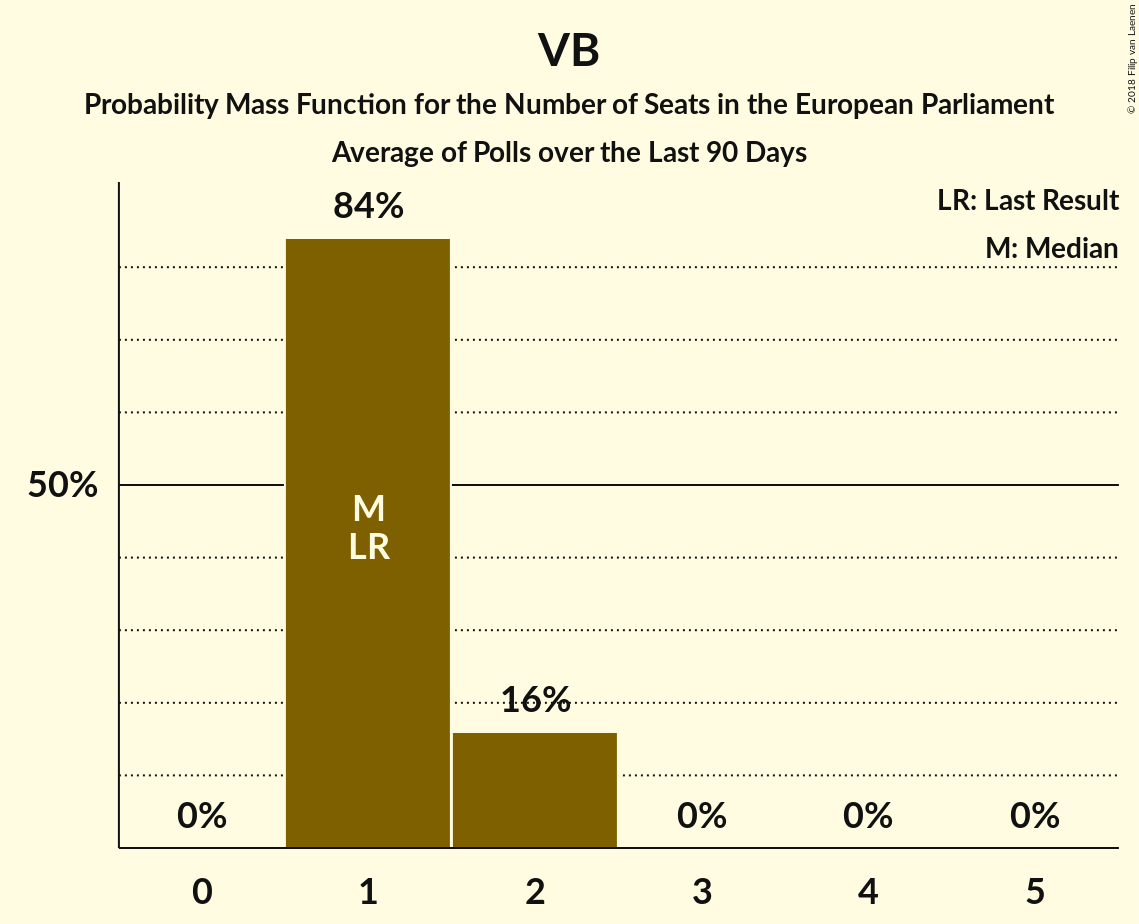 VB
Probability Mass Function for the Number of Seats in the European Parliament
Average of Polls over the Last 90 Days
© 2018 Filip van Laenen
LR: Last Result
M: Median
84%
50%
M
LR
16%
0%
0%
0%
0%
0
1
2
3
4
5